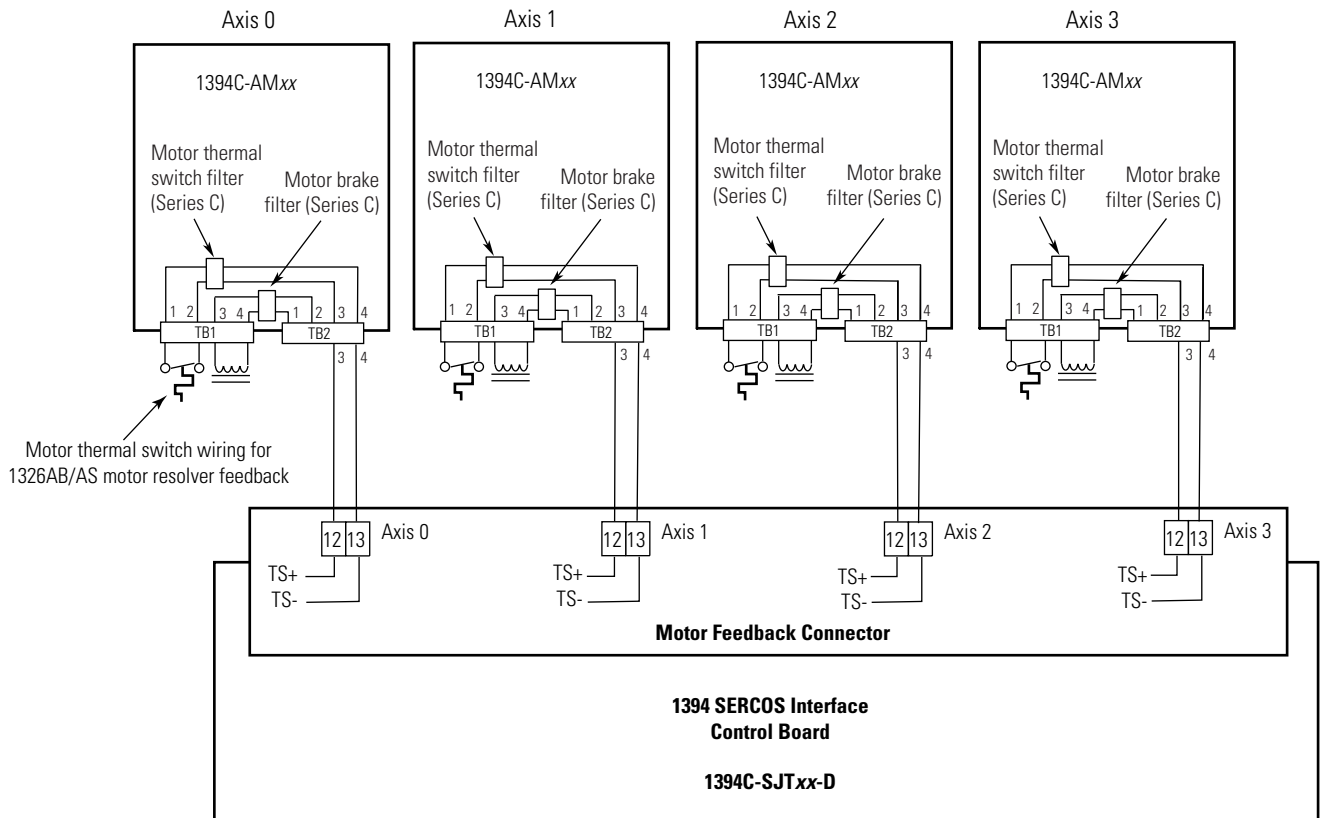 Axis 0
Axis 1
Axis 2
Axis 3
1394C-AMxx
1394C-AMxx
1394C-AMxx
1394C-AMxx
Motor thermal
switch filter
(Series C)
Motor brake
filter (Series C)
Motor thermal
switch filter
(Series C)
Motor brake
filter (Series C)
Motor thermal
switch filter
(Series C)
Motor brake
filter (Series C)
Motor thermal
switch filter
(Series C)
Motor brake
filter (Series C)
1 2 3 4 1 2 3 4
1 2 3 4 1 2 3 4
1 2 3 4 1 2 3 4
1 2 3 4 1 2 3 4
TB1 TB2
TB1 TB2
TB1 TB2
TB1 TB2
3 4
3 4
3 4
3 4
Motor thermal switch wiring for
1326AB/AS motor resolver feedback
12 13 Axis 0
12 13 Axis 1
12 13 Axis 2
12 13 Axis 3
TS+
TS-
TS+
TS-
TS+
TS-
TS+
TS-
Motor Feedback Connector
1394 SERCOS Interface
Control Board
1394C-SJTxx-D